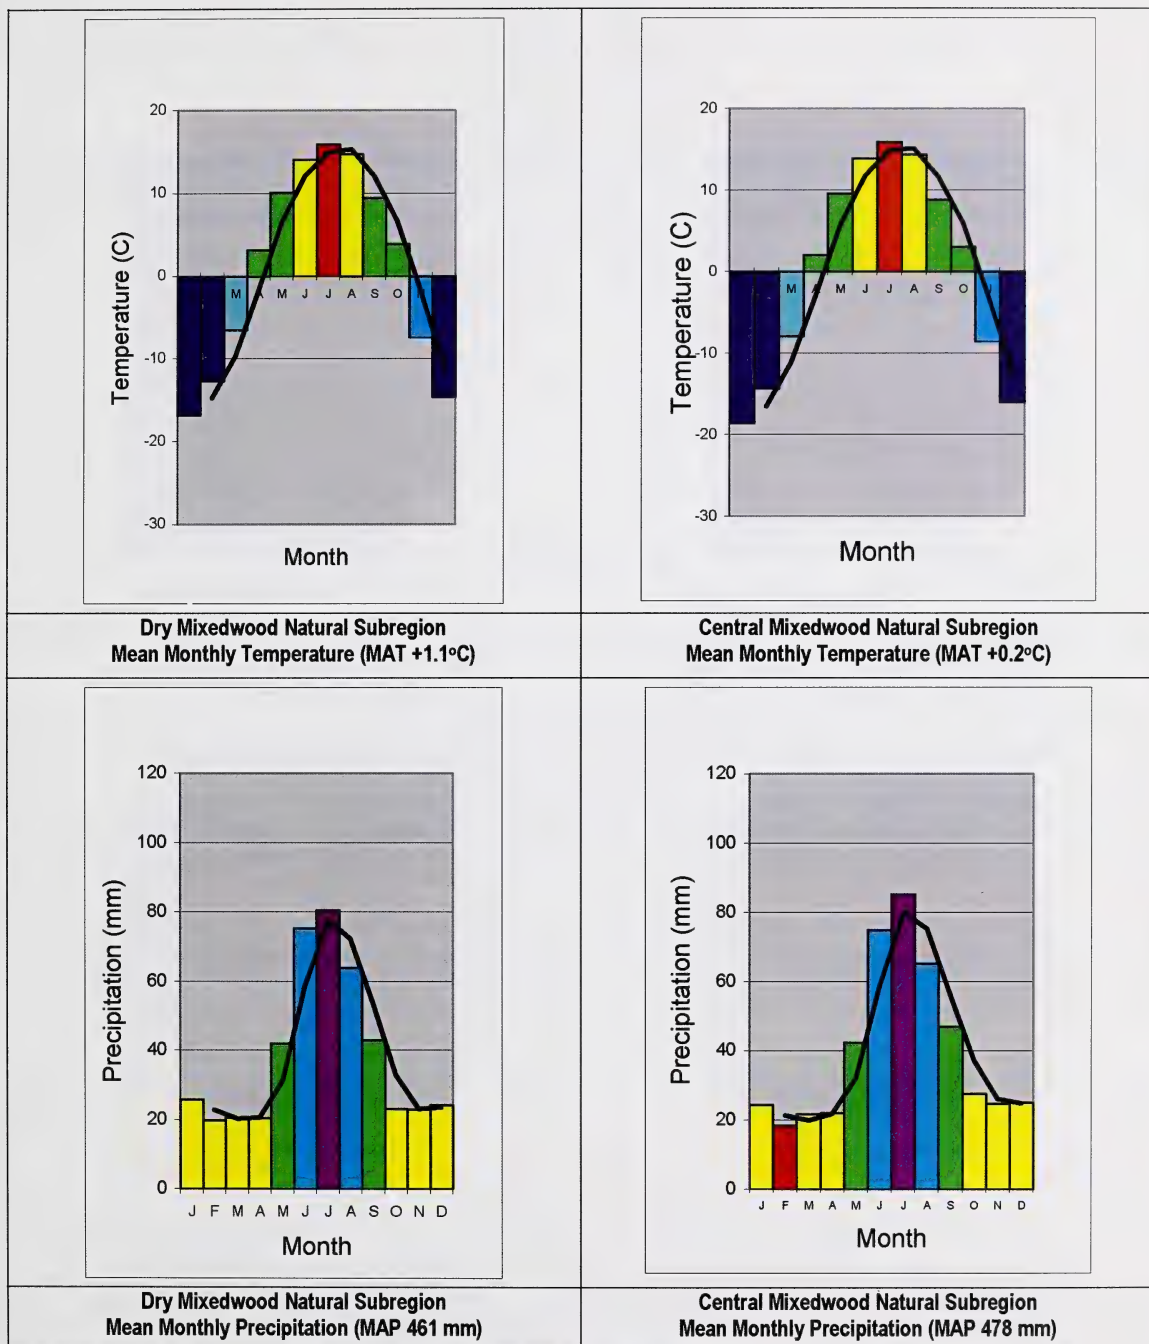 20
10
0
-10
-20
-30
Temperature (C)
M A M J J A S O N
Month
Dry Mixedwood Natural Subregion
Mean Monthly Temperature (MAT +1.1ºC)
20
10
0
-10
-20
-30
Temperature (C)
M A M J J A S O
Month
Central Mixedwood Natural Subregion
Mean Monthly Temperature (MAT +0.2ºC)
120
100
80
60
40
20
0
Precipitation (mm)
J F M A M J J A S O N D
Month
Dry Mixedwood Natural Subregion
Mean Monthly Precipitation (MAP 461 mm)
120
100
80
60
40
20
0
Precipitation (mm)
J F M A M J J A S O N D
Month
Central Mixedwood Natural Subregion
Mean Monthly Precipitation (MAP 478 mm)